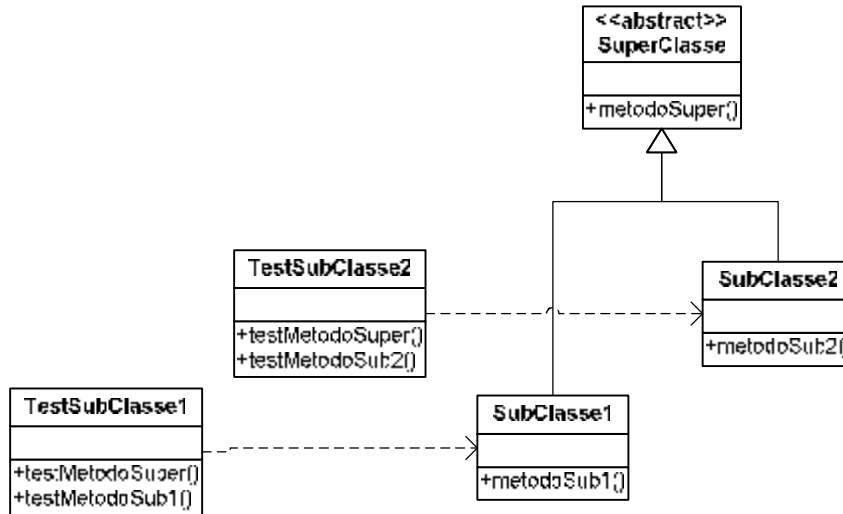 <<abstract>>
SuperClasse
+metodoSuper()
TestSubClasse2
+testMetodoSuper()
+testMetodoSub2()
SubClasse2
+metodoSub2()
TestSubClasse1
+testMetodoSuper()
+testMetodoSub1()
SubClasse1
+metodoSub1()